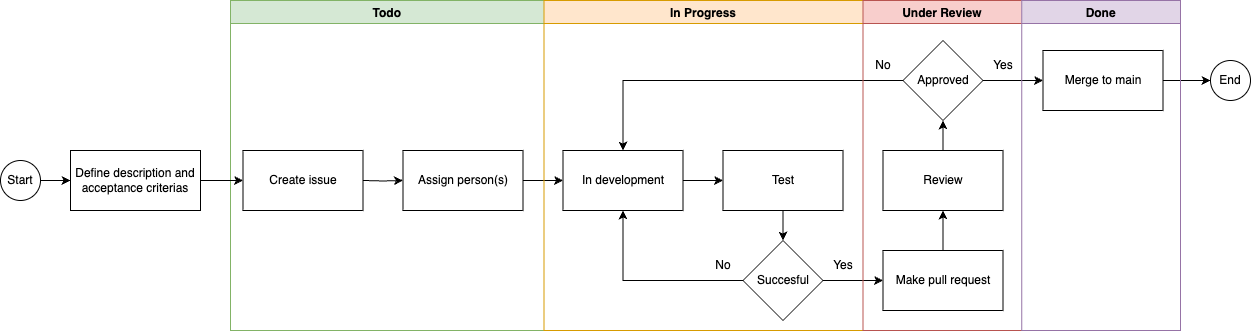 Todo
In Progress
Under Review
Done
Start
Define description and
acceptance criterias
Create issue
Assign person(s)
In development
Test
Succesful
No
Yes
Make pull request
Review
Approved
No
Yes
Merge to main
End